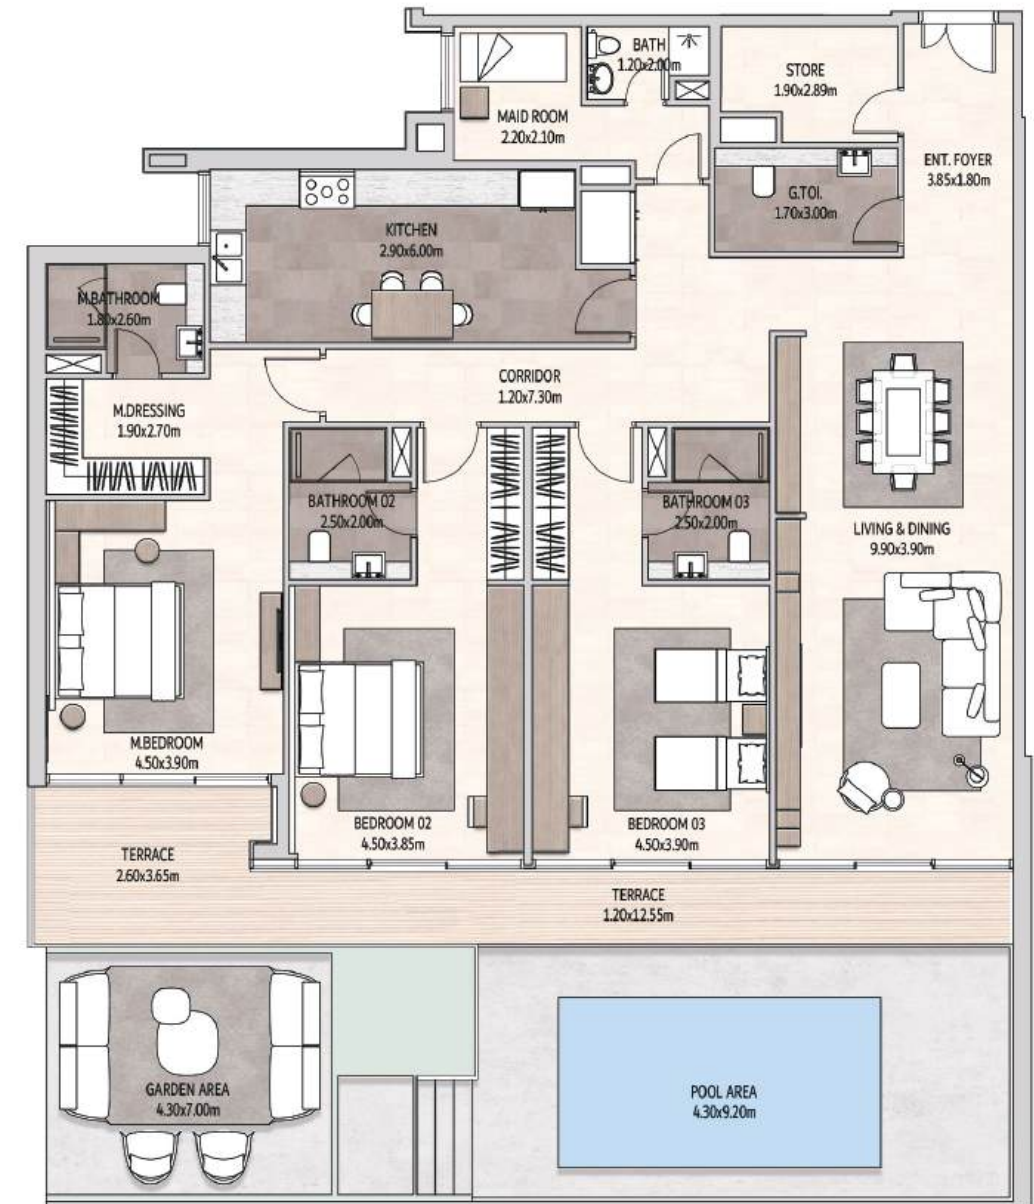 BATH
1.20x2.00m
STORE
1.90x2.89m
MAID ROOM
2.20x2.10m
ENT. FOYER
3.85x1.80m
G.TOI.
1.70x3.00m
KITCHEN
2.90x6.00m
M.BATHROOM
1.80x2.60m
CORRIDOR
1.20x7.30m
M.DRESSING
1.90x2.70m
BATHROOM 02
2.50x2.00m
BATHROOM 03
2.50x2.00m
LIVING & DINING
9.90x3.90m
M.BEDROOM
4.50x3.90m
BEDROOM 02
4.50x3.85m
BEDROOM 03
4.50x3.90m
TERRACE
2.60x3.65m
TERRACE
1.20x12.55m
GARDEN AREA
4.30x7.00m
POOL AREA
4.30x9.20m